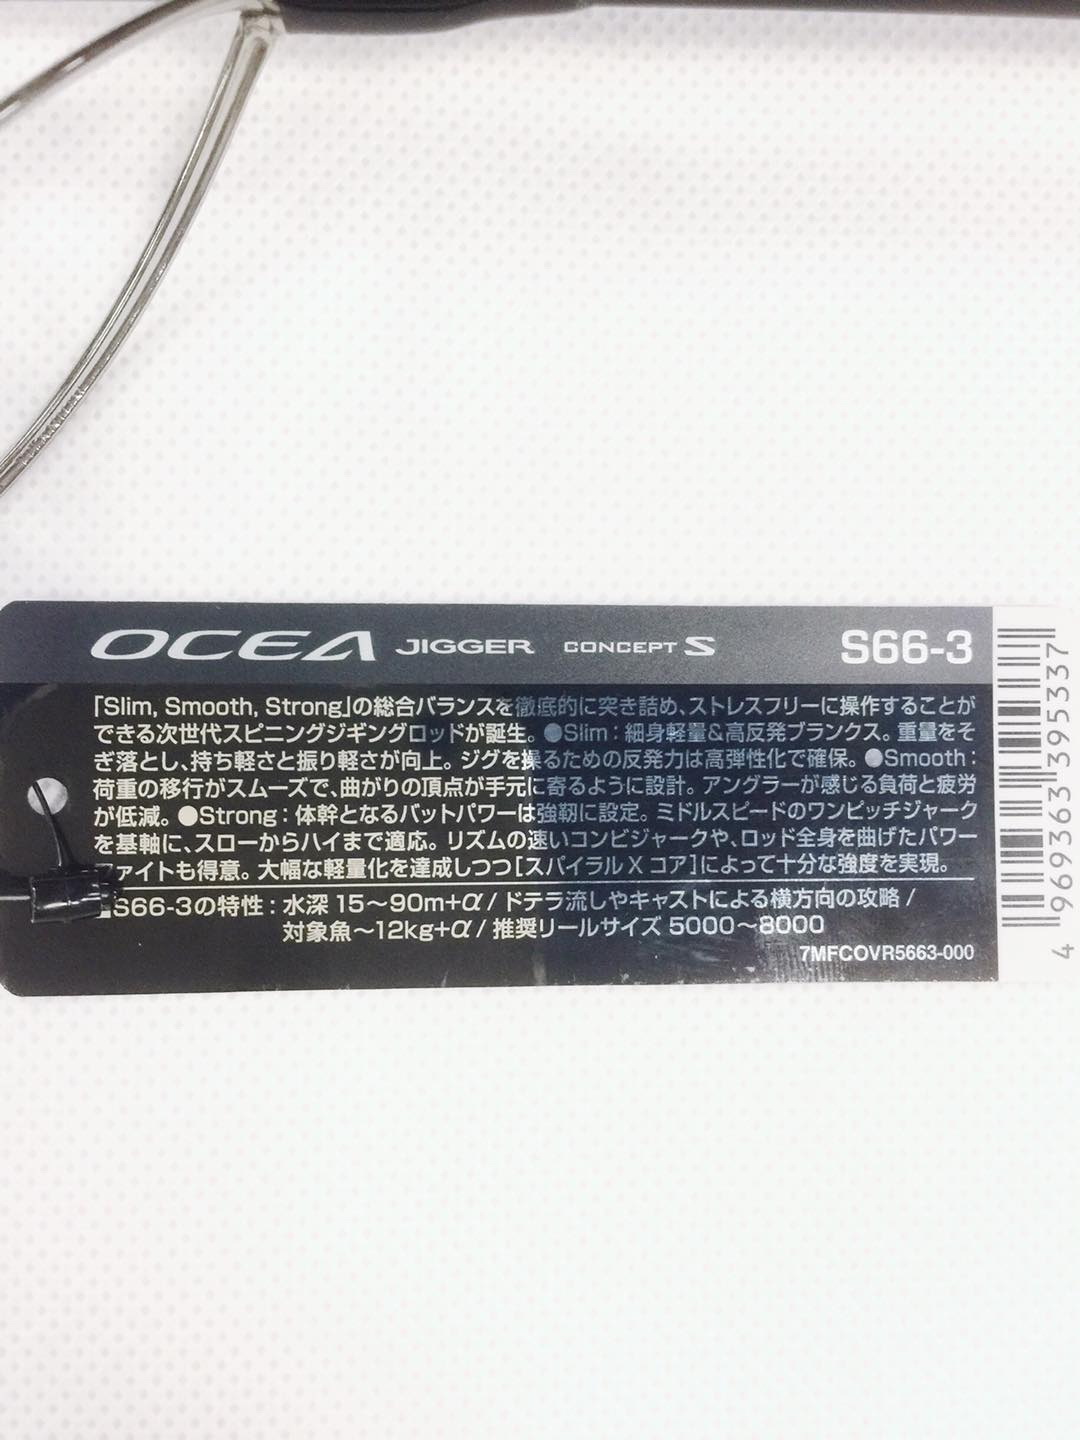 OCEA JIGGER CONCEPT S S66-3
「Slim, Smooth, Strong」の総合バランスを徹底的に突き詰め、ストレスフリーに操作することが
できる次世代スピニングジギングロッドが誕生。●Slim：細身軽量&高反発ブランクス。重量をそ
ぎ落とし、持ち軽さと振り軽さが向上。ジグを操るための反発力は高弾性化で確保。●Smooth：
荷重の移行がスムーズで、曲がりの頂点が手元に寄るように設計。アングラーが感じる負荷と疲労
が低減。●Strong：体幹となるバットパワーは強靭に設定。ミドルスピードのワンピッチジャーク
を基軸に、スローからハイまで適応。リズムの速いコンビジャークや、ロッド全身を曲げたパワー
ファイトも得意。大幅な軽量化を達成しつつ[スパイラルX コア]によって十分な強度を実現。
■S66-3の特性：水深 15～90m+α / ドテラ流しやキャストによる横方向の攻略 /
対象魚～12kg+α / 推奨リールサイズ 5000～8000
7MFCOVR5663-000
4 969363 395337